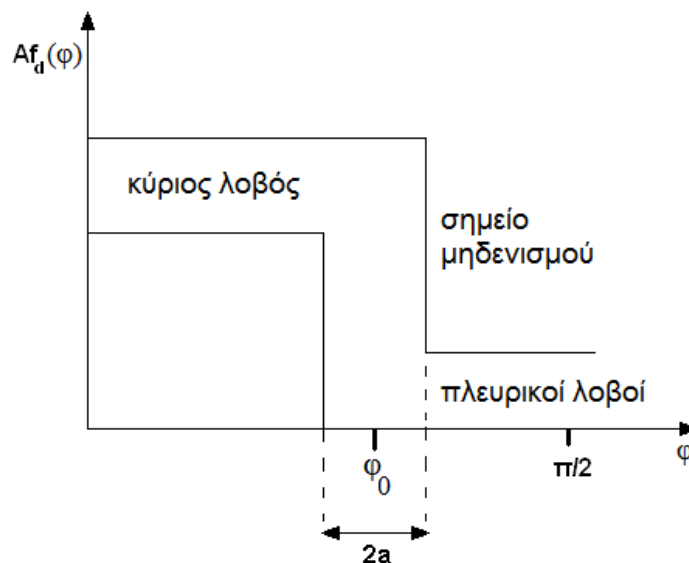 Af_d(φ)
κύριος λοβός
σημείο
μηδενισμού
πλευρικοί λοβοί
φ_0
π/2
φ
2a